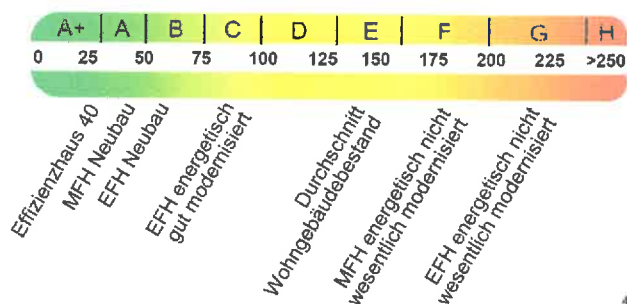 A+ A B C D E F G H
0 25 50 75 100 125 150 175 200 225 >250
Effizienzhaus 40
MFH Neubau
EFH Neubau
EFH energetisch
gut modernisiert
Durchschnitt
Wohngebäudebestand
MFH energetisch nicht
wesentlich modernisiert
EFH energetisch nicht
wesentlich modernisiert